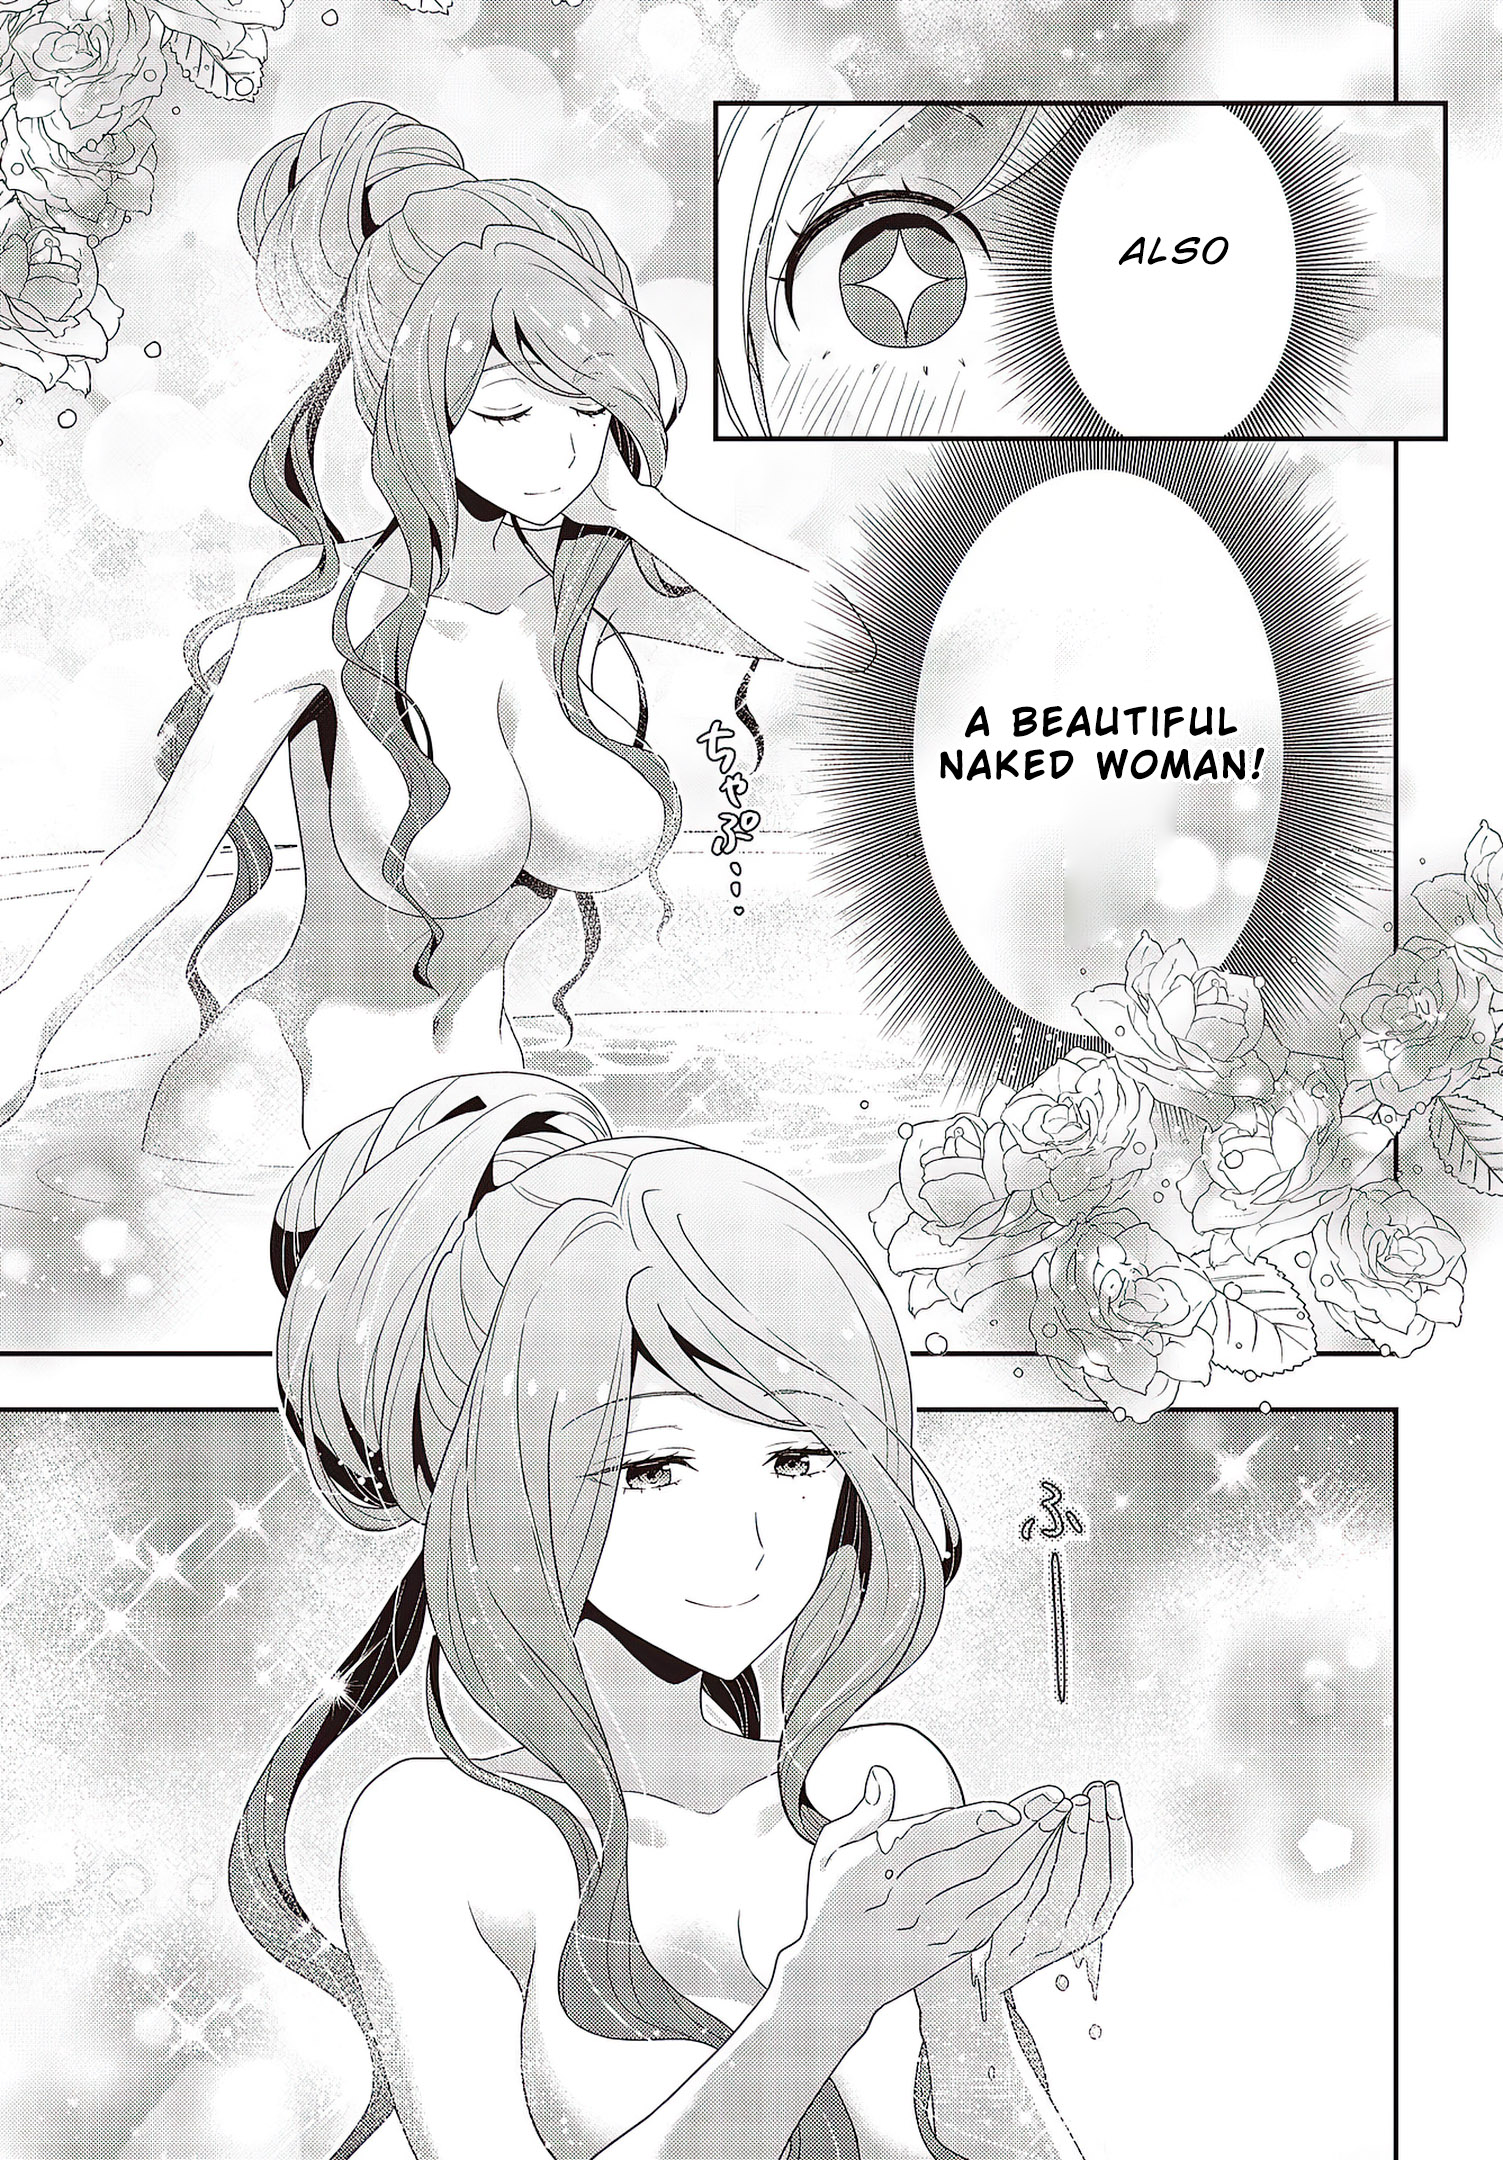 ALSO
A BEAUTIFUL
NAKED WOMAN!
ちゃぷ…
ふー